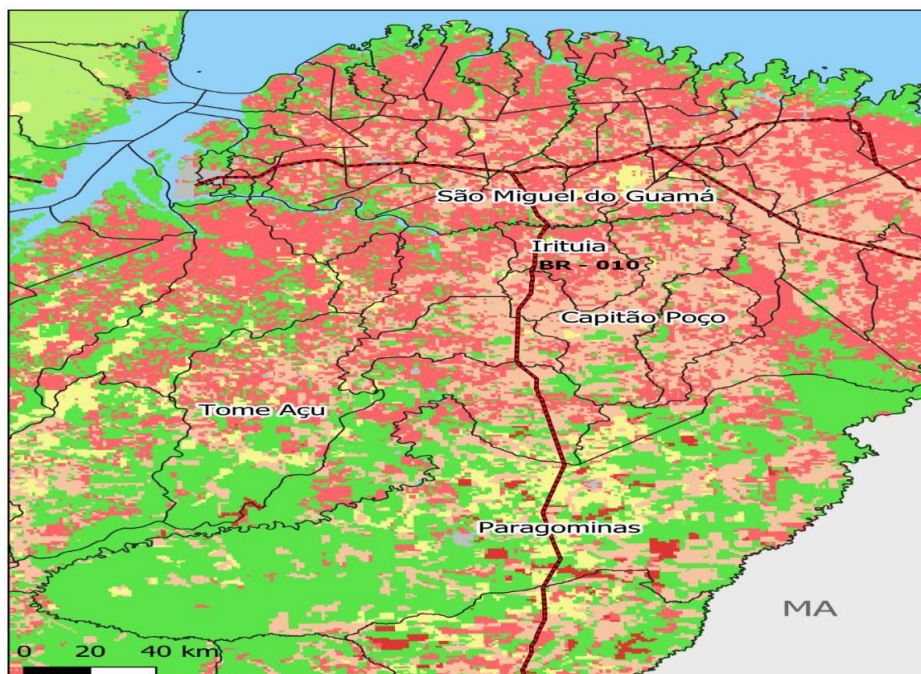 São Miguel do Guamá
Irituia
BR - 010
Capitão Poço
Tome Açu
Paragominas
MA
0 20 40 km